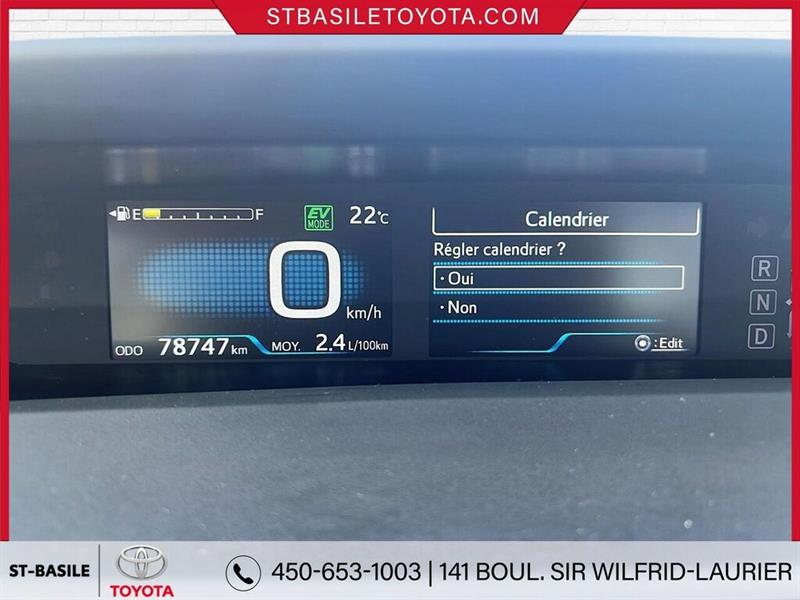 STBASILETOYOTA.COM
E F EV MODE 22°C
0 km/h
ODO 78747 km MOY. 2.4 L/100km
Calendrier
Régler calendrier ?
· Oui
· Non
: Edit
R
N
D
ST-BASILE TOYOTA 450-653-1003 | 141 BOUL. SIR WILFRID-LAURIER